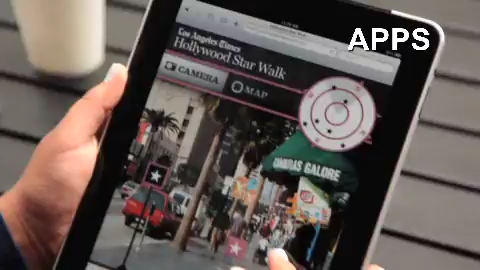 APPS
Los Angeles Times
Hollywood Star Walk
CAMERA
MAP
CAMERAS GALORE